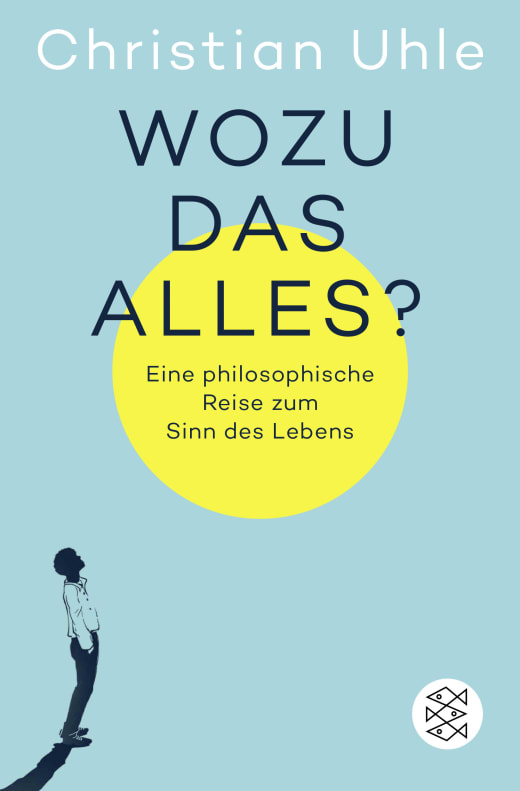 Christian Uhle
WOZU
DAS
ALLES?
Eine philosophische
Reise zum
Sinn des Lebens